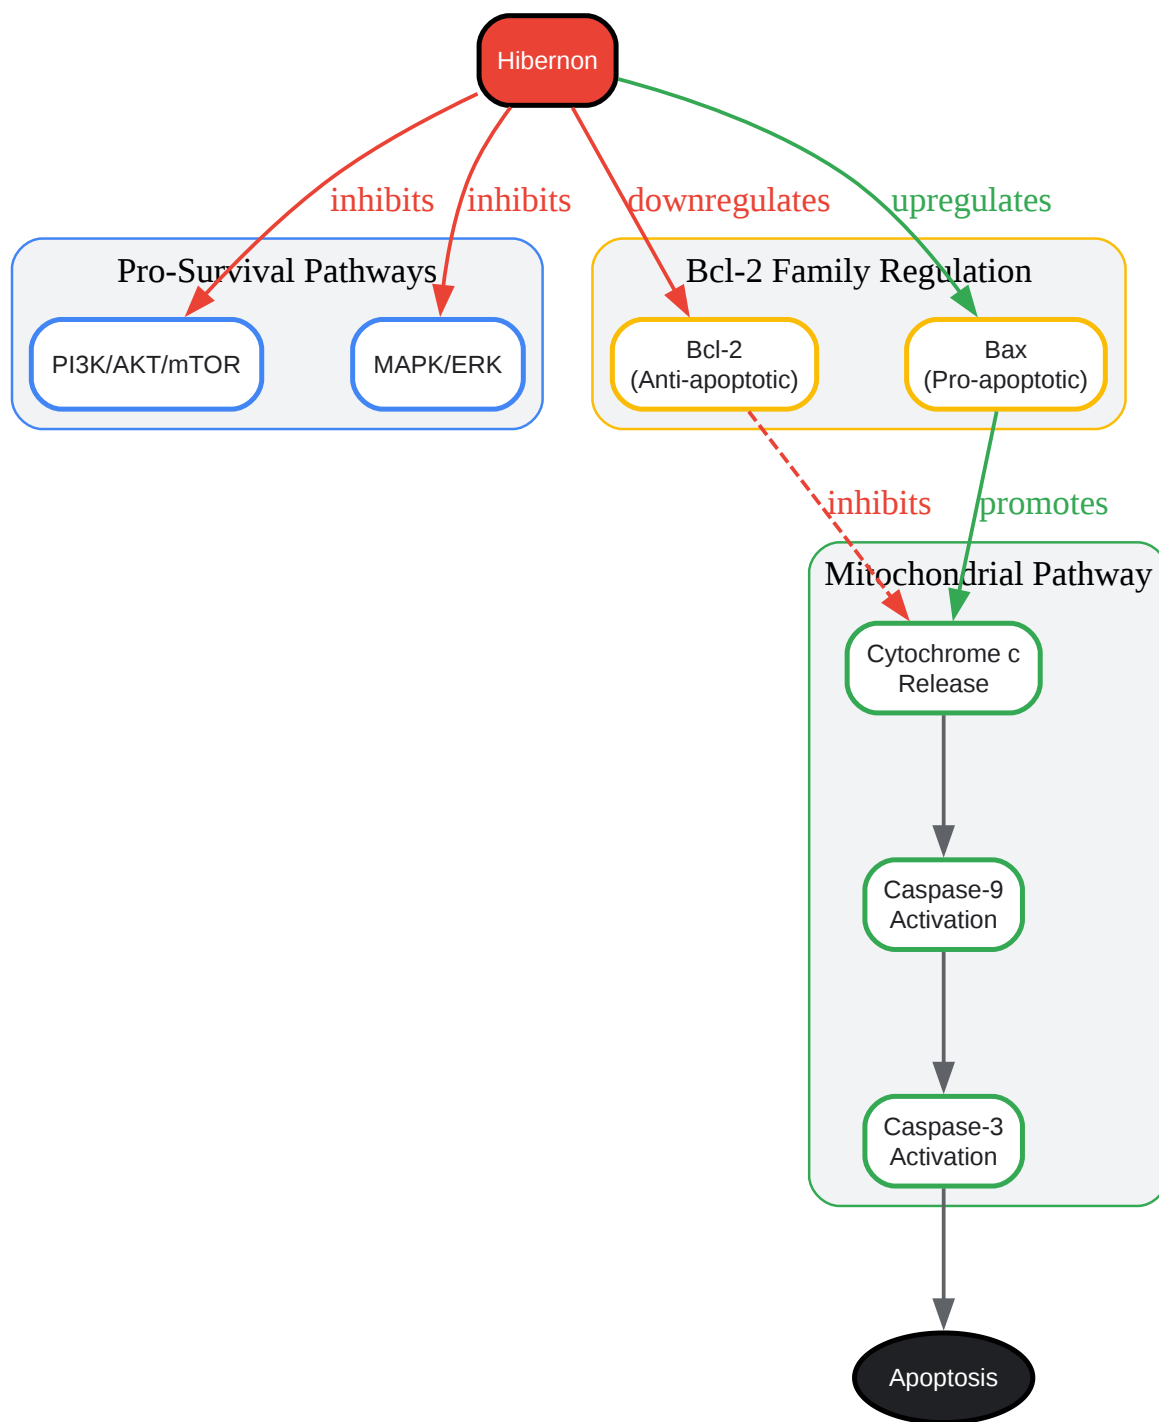 Hibernon
inhibits
inhibits
downregulates
upregulates
Pro-Survival Pathways
Bcl-2 Family Regulation
PI3K/AKT/mTOR
MAPK/ERK
Bcl-2
(Anti-apoptotic)
Bax
(Pro-apoptotic)
inhibits
promotes
Mitochondrial Pathway
Cytochrome c
Release
Caspase-9
Activation
Caspase-3
Activation
Apoptosis